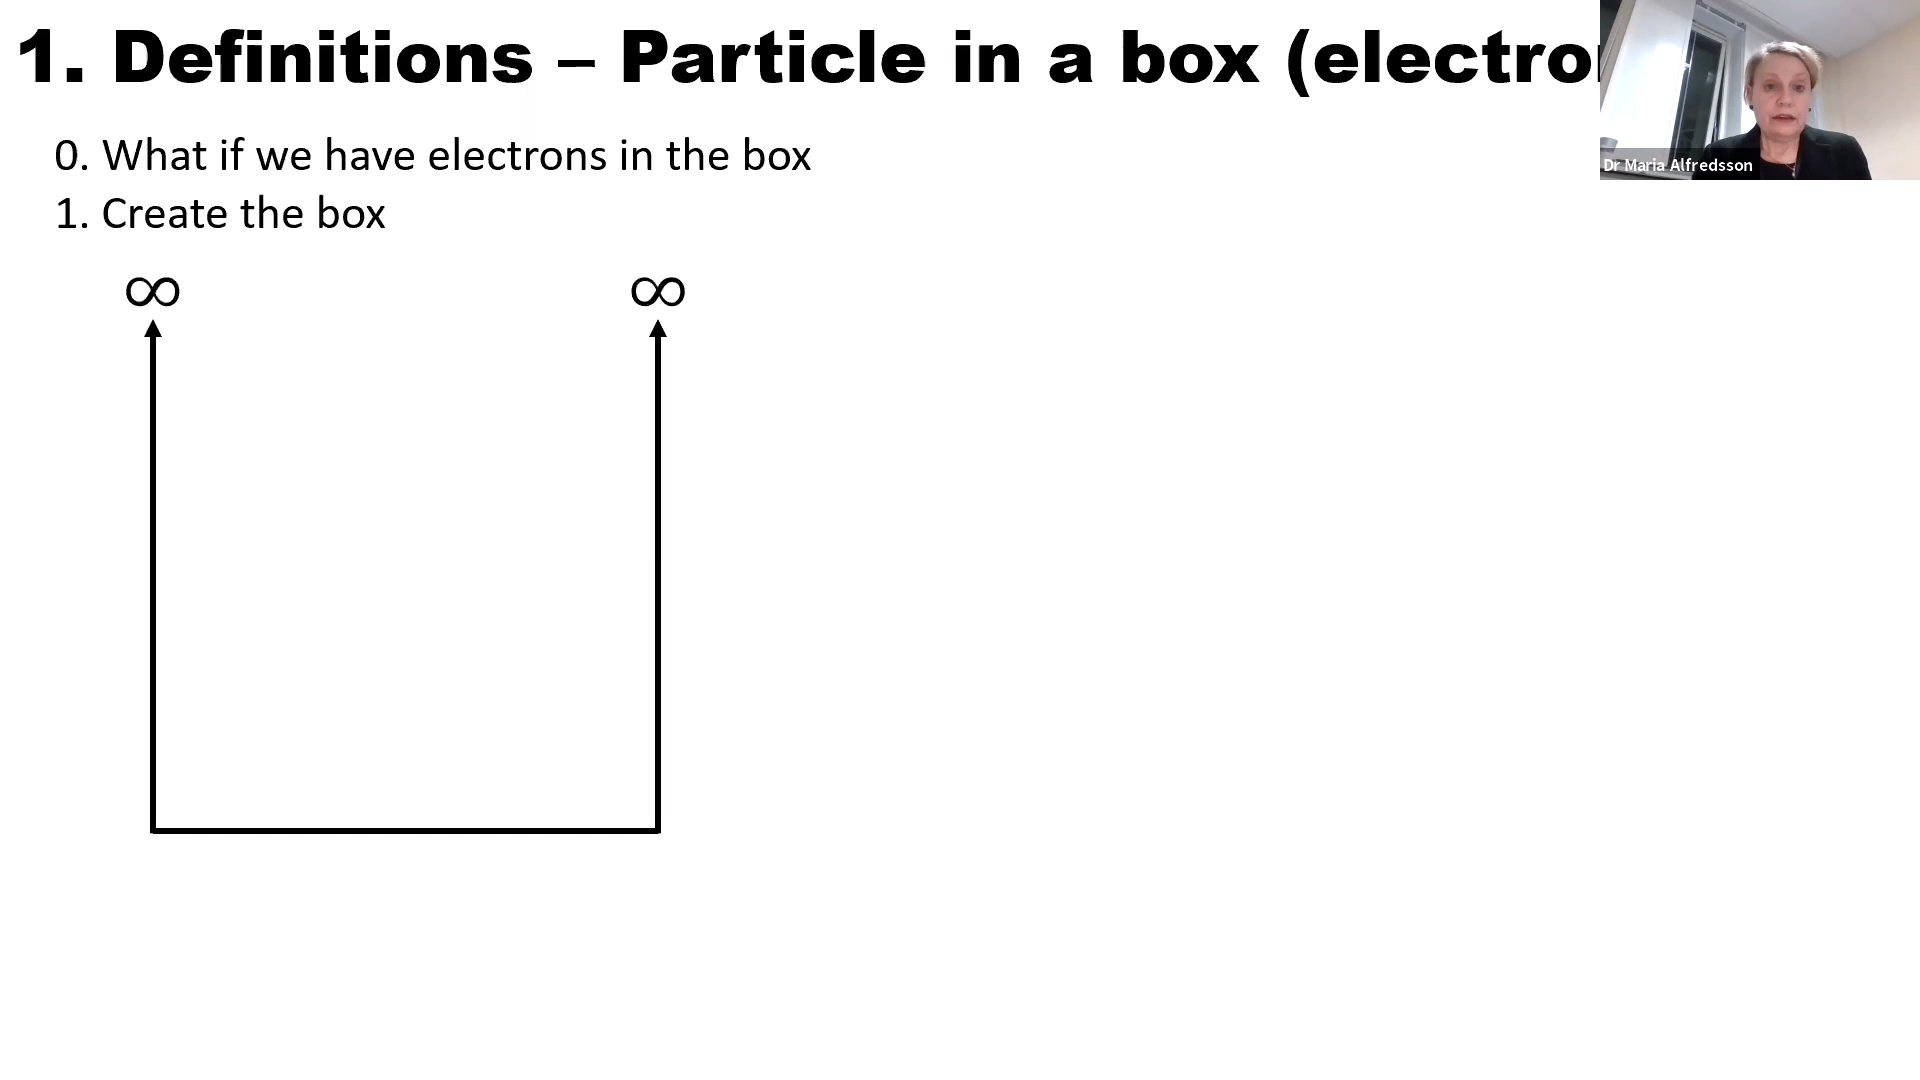 1. Definitions – Particle in a box (electro
Dr Maria Alfredsson
0. What if we have electrons in the box
1. Create the box
∞ ∞